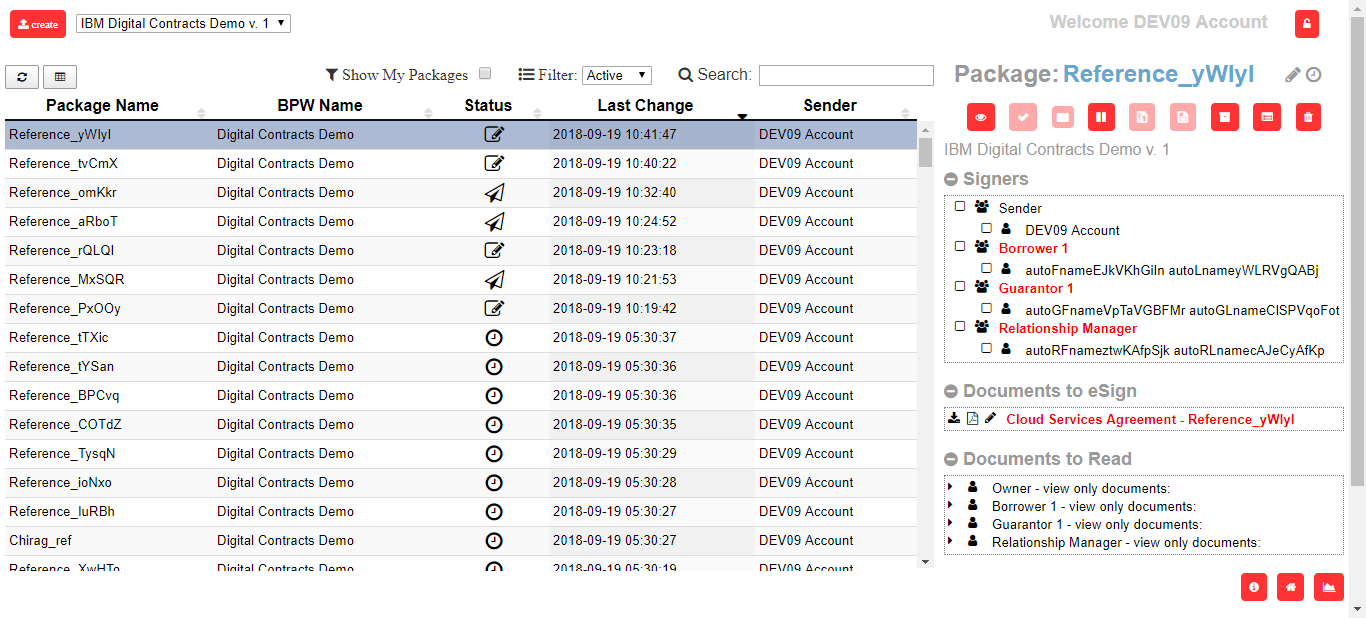 create IBM Digital Contracts Demo v. 1 Welcome DEV09 Account
Show My Packages Filter: Active Search: Package: Reference_yWlyI
Package Name BPW Name Status Last Change Sender
Reference_yWlyI Digital Contracts Demo 2018-09-19 10:41:47 DEV09 Account
Reference_tvCmX Digital Contracts Demo 2018-09-19 10:40:22 DEV09 Account
Reference_omKkr Digital Contracts Demo 2018-09-19 10:32:40 DEV09 Account
Reference_aRboT Digital Contracts Demo 2018-09-19 10:24:52 DEV09 Account
Reference_rQLQI Digital Contracts Demo 2018-09-19 10:23:18 DEV09 Account
Reference_MxSQR Digital Contracts Demo 2018-09-19 10:21:53 DEV09 Account
Reference_PxOOy Digital Contracts Demo 2018-09-19 10:19:42 DEV09 Account
Reference_tTXic Digital Contracts Demo 2018-09-19 05:30:37 DEV09 Account
Reference_tYSan Digital Contracts Demo 2018-09-19 05:30:36 DEV09 Account
Reference_BPCvq Digital Contracts Demo 2018-09-19 05:30:36 DEV09 Account
Reference_COTdZ Digital Contracts Demo 2018-09-19 05:30:35 DEV09 Account
Reference_TysqN Digital Contracts Demo 2018-09-19 05:30:29 DEV09 Account
Reference_ioNxo Digital Contracts Demo 2018-09-19 05:30:28 DEV09 Account
Reference_IuRBh Digital Contracts Demo 2018-09-19 05:30:27 DEV09 Account
Chirag_ref Digital Contracts Demo 2018-09-19 05:30:27 DEV09 Account
Reference_XwHTo Digital Contracts Demo 2018-09-19 05:30:19 DEV09 Account
IBM Digital Contracts Demo v. 1
Signers
Sender
DEV09 Account
Borrower 1
autoFnameEJkVKhGiln autoLnameyWLRVgQABj
Guarantor 1
autoGFnameVpTaVGBFMr autoGLnameClSPVqoFot
Relationship Manager
autoRFnameztwKAfpSjk autoRLnamecAJeCyAfKp
Documents to eSign
Cloud Services Agreement - Reference_yWlyI
Documents to Read
Owner - view only documents:
Borrower 1 - view only documents:
Guarantor 1 - view only documents:
Relationship Manager - view only documents: